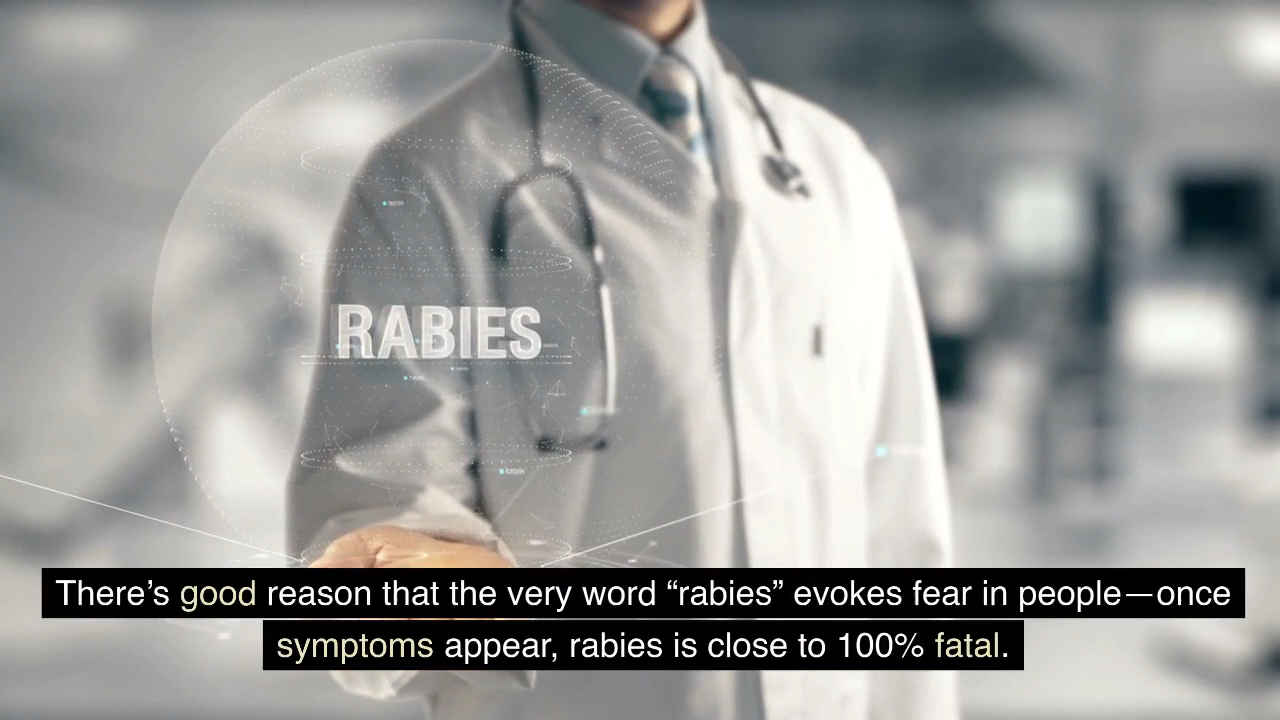 RABIES
There’s good reason that the very word “rabies” evokes fear in people—once
symptoms appear, rabies is close to 100% fatal.